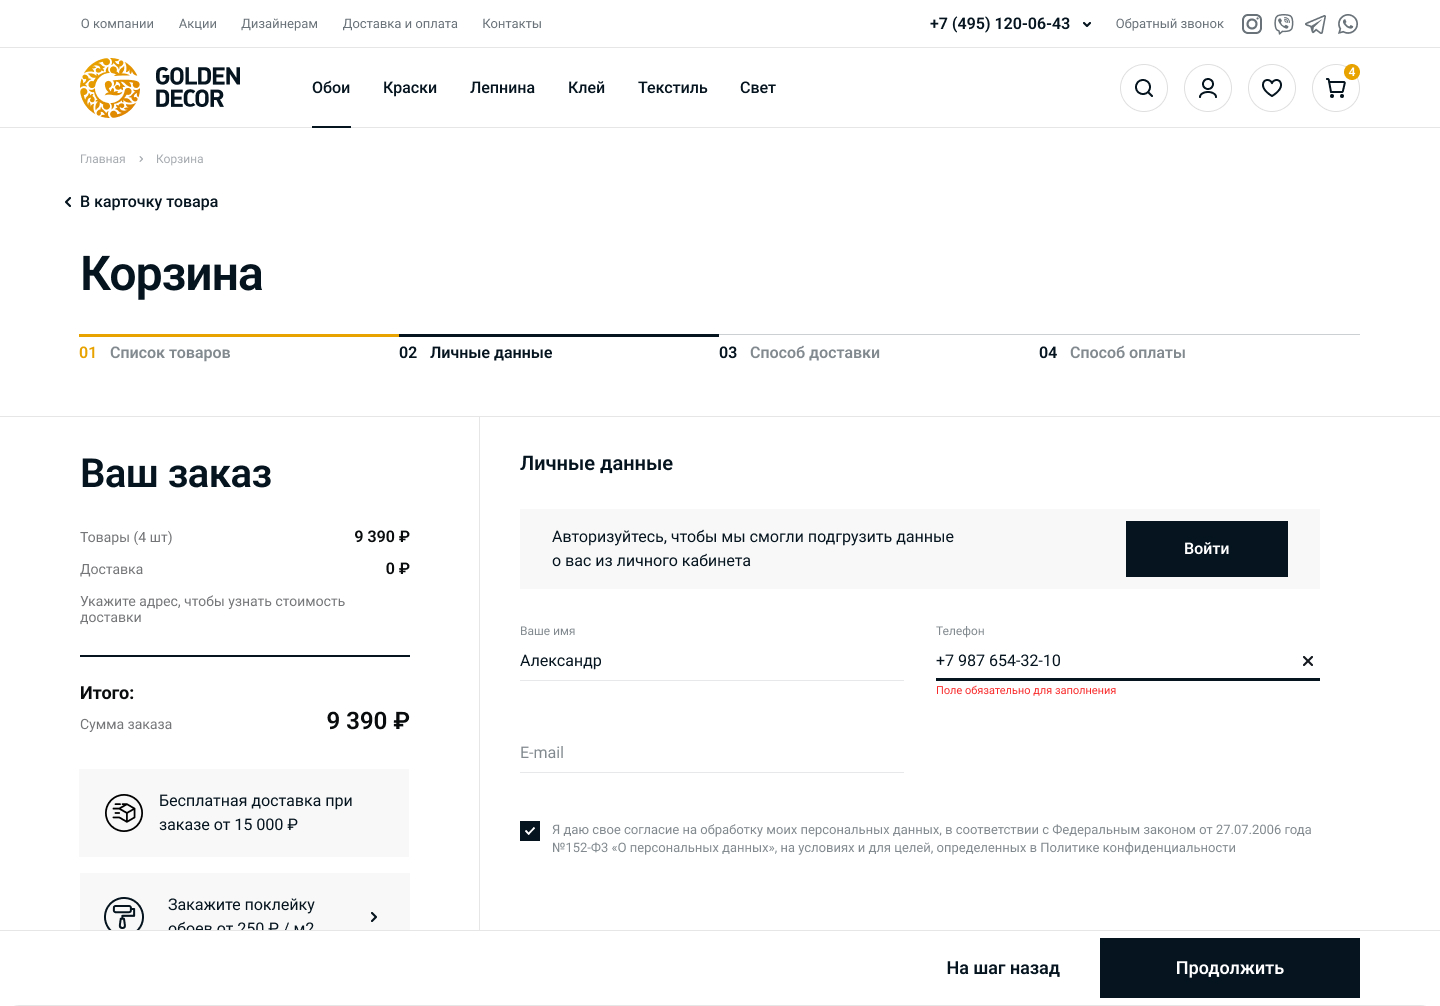 О компании Акции Дизайнерам Доставка и оплата Контакты +7 (495) 120-06-43 Обратный звонок
GOLDEN
DECOR
Обои Краски Лепнина Клей Текстиль Свет
4
Главная Корзина
В карточку товара
Корзина
01 Список товаров 02 Личные данные 03 Способ доставки 04 Способ оплаты
Ваш заказ
Товары (4 шт) 9 390 ₽
Доставка 0 ₽
Укажите адрес, чтобы узнать стоимость
доставки
Итого:
Сумма заказа 9 390 ₽
Бесплатная доставка при
заказе от 15 000 ₽
Закажите поклейку
обоев от 250 ₽ / м2
Личные данные
Авторизуйтесь, чтобы мы смогли подгрузить данные
о вас из личного кабинета
Войти
Ваше имя
Александр
Телефон
+7 987 654-32-10
Поле обязательно для заполнения
E-mail
Я даю свое согласие на обработку моих персональных данных, в соответствии с Федеральным законом от 27.07.2006 года
№152-ФЗ «О персональных данных», на условиях и для целей, определенных в Политике конфиденциальности
На шаг назад Продолжить